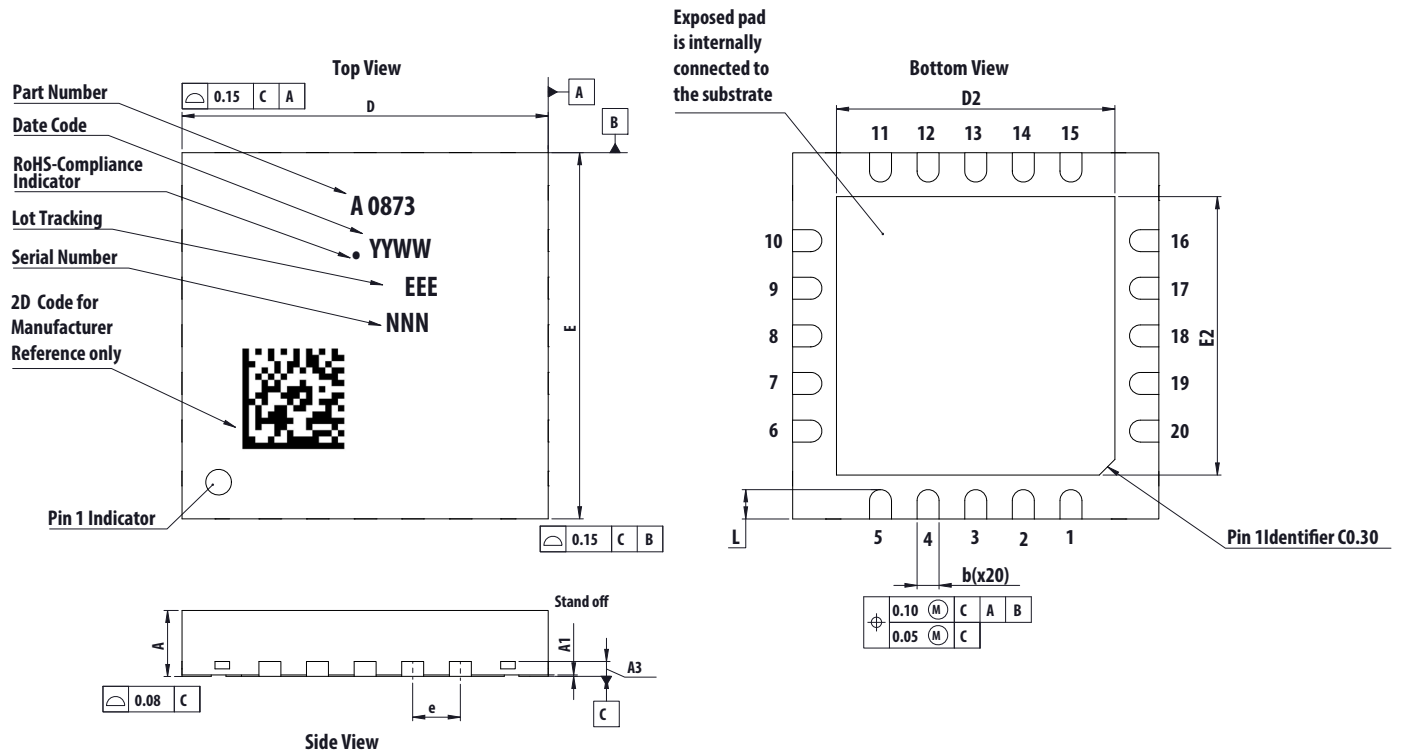 Top View
0.15 C A
D
A
B
Part Number
Date Code
RoHS-Compliance
Indicator
Lot Tracking
Serial Number
2D Code for
Manufacturer
Reference only
A 0873
YYWW
EEE
NNN
E
Pin 1 Indicator
0.15 C B
Exposed pad
is internally
connected to
the substrate
Bottom View
D2
11 12 13 14 15
10 16
9 17
8 18
E2
7 19
6 20
L
5 4 3 2 1
Pin 1Identifier C0.30
b(x20)
0.10 M C A B
0.05 M C
Stand off
A
A1
A3
0.08 C
e
C
Side View